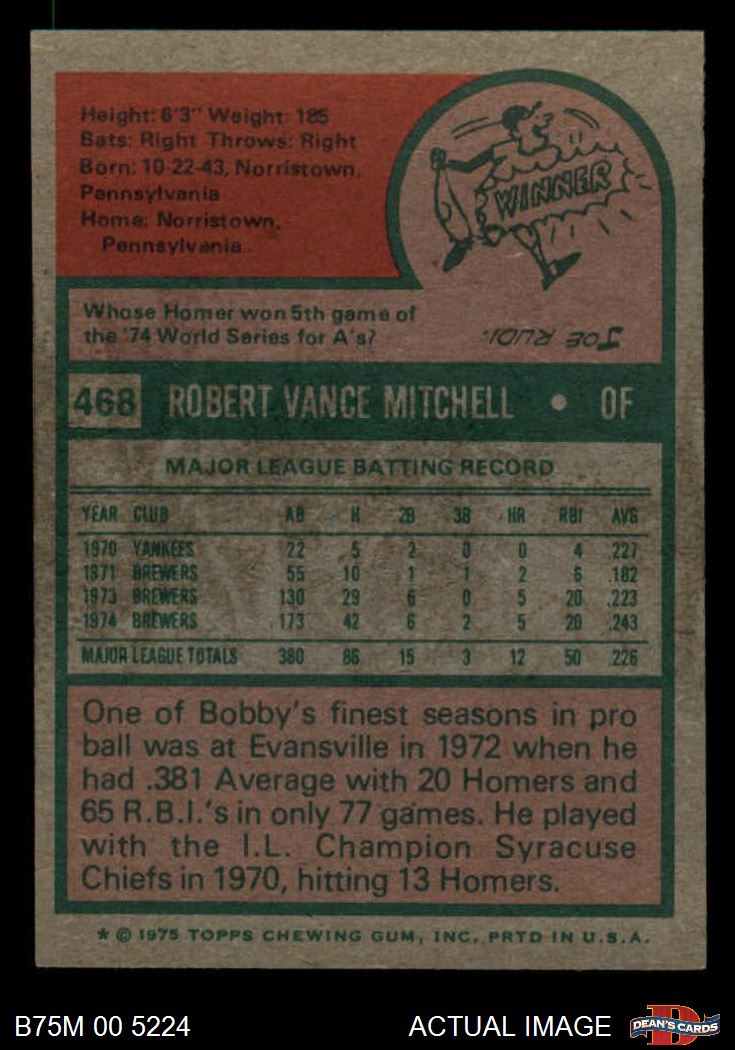 Height: 6'3" Weight: 185
Bats: Right Throws: Right
Born: 10-22-43, Norristown,
Pennsylvania
Home: Norristown,
Pennsylvania
WINNER
Whose Homer won 5th game of
the '74 World Series for A's?
JOE RUDI.
468 ROBERT VANCE MITCHELL • OF
MAJOR LEAGUE BATTING RECORD
YEAR CLUB AB H 2B 3B HR RBI AVG
1970 YANKEES 22 5 2 0 0 4 .227
1971 BREWERS 55 10 1 1 2 6 .182
1973 BREWERS 130 29 6 0 5 20 .223
1974 BREWERS 173 42 6 2 5 20 .243
MAJOR LEAGUE TOTALS 380 86 15 3 12 50 .226
One of Bobby's finest seasons in pro
ball was at Evansville in 1972 when he
had .381 Average with 20 Homers and
65 R.B.I.'s in only 77 games. He played
with the I.L. Champion Syracuse
Chiefs in 1970, hitting 13 Homers.
* © 1975 TOPPS CHEWING GUM, INC. PRTD IN U.S.A.
B75M 00 5224
ACTUAL IMAGE
D
DEAN'S CARDS